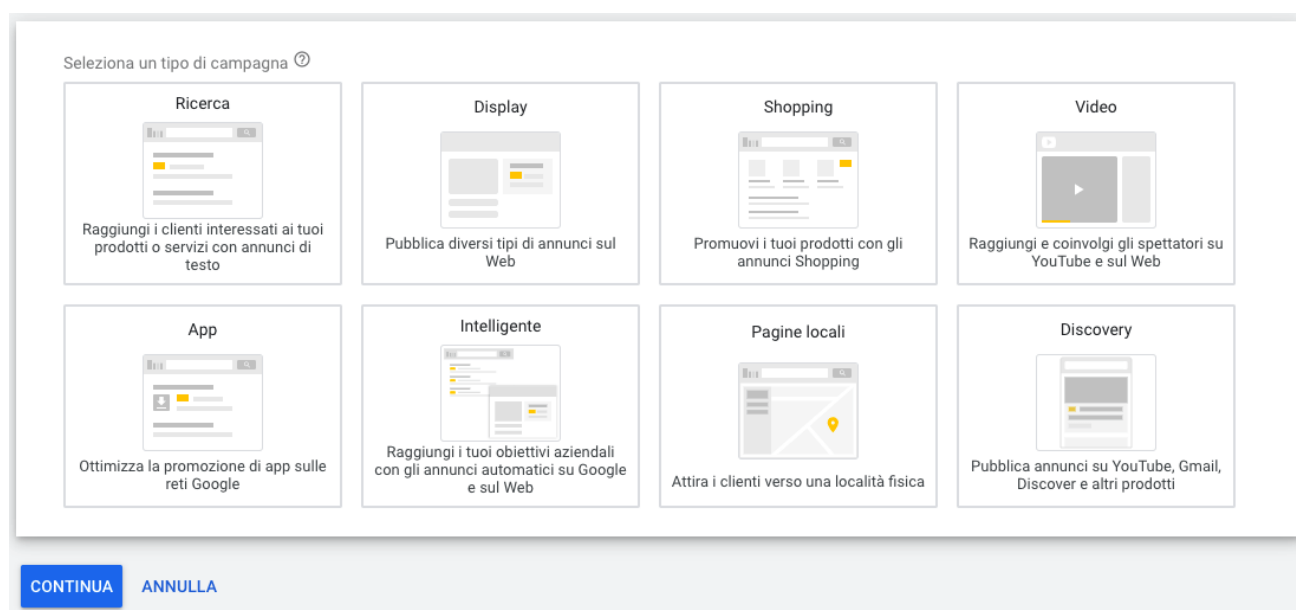 Seleziona un tipo di campagna
Ricerca
Raggiungi i clienti interessati ai tuoi
prodotti o servizi con annunci di
testo
Display
Pubblica diversi tipi di annunci sul
Web
Shopping
Promuovi i tuoi prodotti con gli
annunci Shopping
Video
Raggiungi e coinvolgi gli spettatori su
YouTube e sul Web
App
Ottimizza la promozione di app sulle
reti Google
Intelligente
Raggiungi i tuoi obiettivi aziendali
con gli annunci automatici su Google
e sul Web
Pagine locali
Attira i clienti verso una località fisica
Discovery
Pubblica annunci su YouTube, Gmail,
Discover e altri prodotti
CONTINUA
ANNULLA